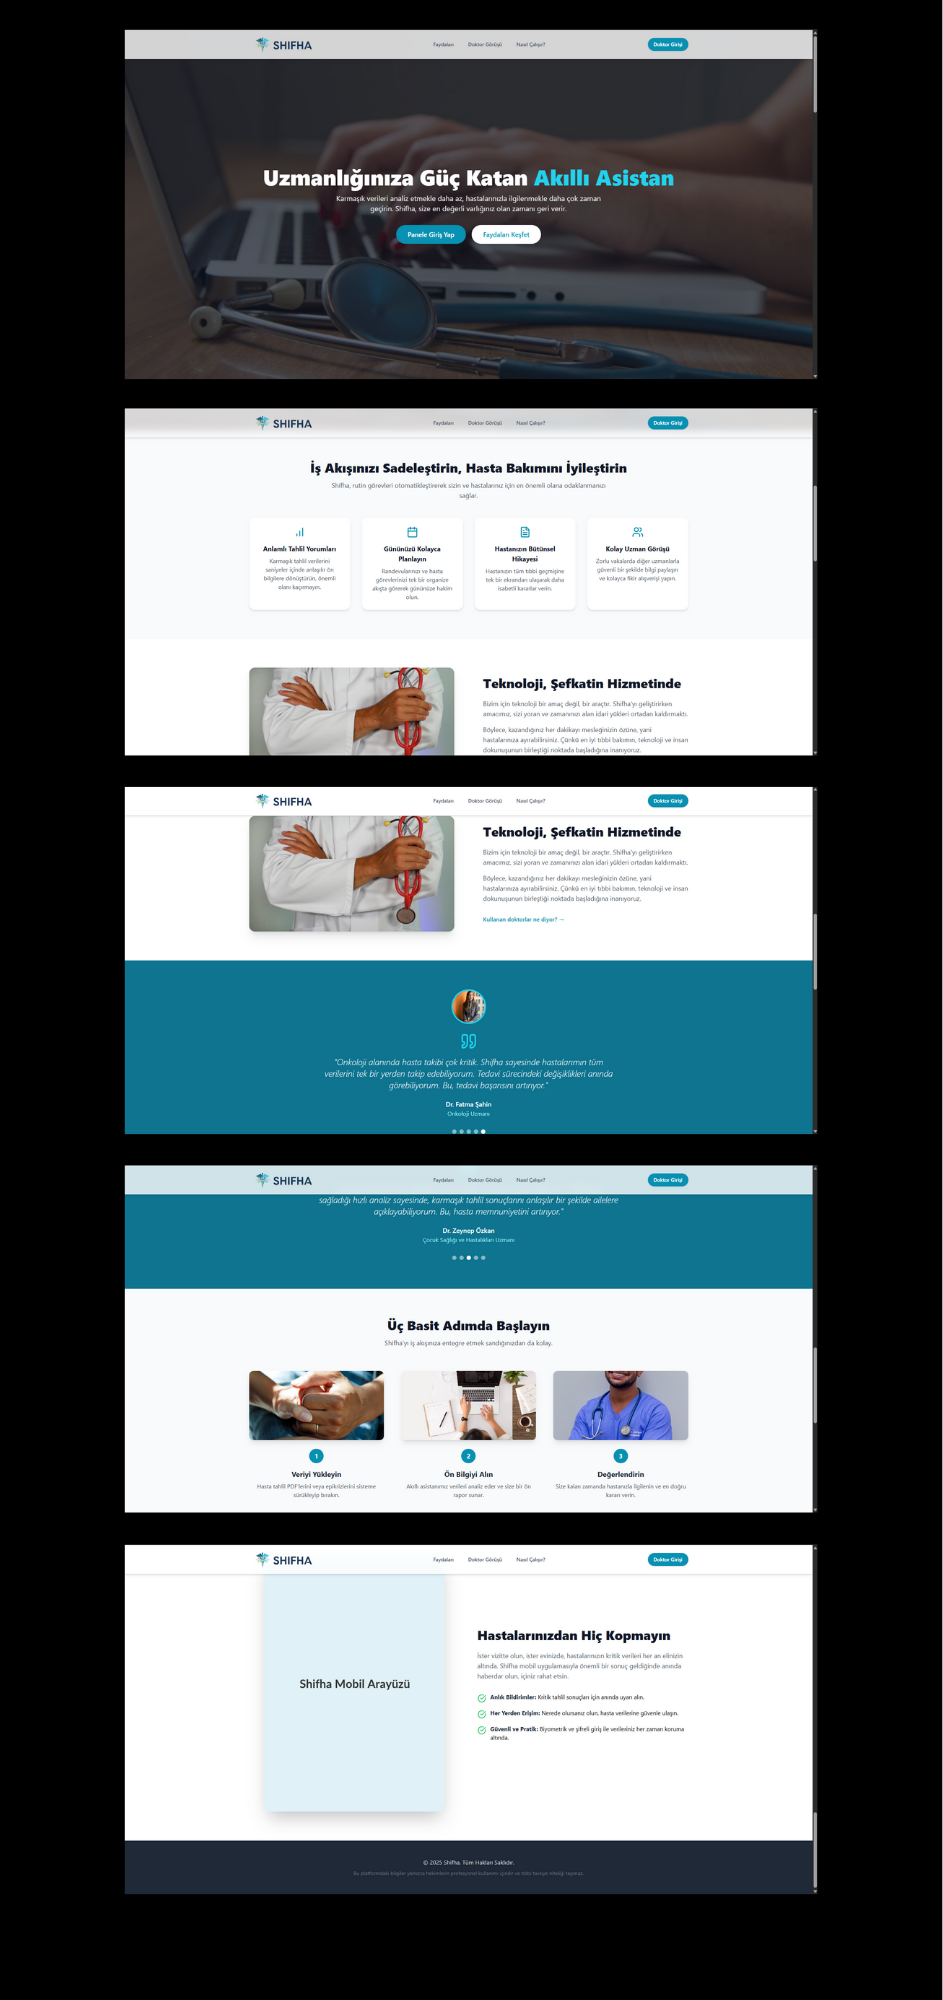 SHIFHA
Faydaları
Doktor Görüşü
Nasıl Çalışır?
Doktor Girişi
Uzmanlığınıza Güç Katan Akıllı Asistan
Karmaşık verileri analiz etmekle daha az, hastalarınızla ilgilenmekle daha çok zaman
geçirin. Shifha, size en değerli varlığınız olan zamanı geri verir.
Panele Giriş Yap
Faydaları Keşfet
SHIFHA
Faydaları
Doktor Görüşü
Nasıl Çalışır?
Doktor Girişi
İş Akışınızı Sadeleştirin, Hasta Bakımını İyileştirin
Shifha, rutin görevleri otomatikleştirerek sizin ve hastalarınız için en önemli olana odaklanmanızı
sağlar.
Anlamlı Tahlil Yorumları
Karmaşık tahlil verilerini
saniyeler içinde anlaşılır ön
bilgilere dönüştürün, önemli
olanı kaçırmayın.
Gününüzü Kolayca
Planlayın
Randevularınızı ve hasta
görevlerinizi tek bir organize
akışta görerek gününüze hakim
olun.
Hastanızın Bütünsel
Hikayesi
Hastanızın tüm tıbbi geçmişine
tek bir ekrandan ulaşarak daha
isabetli kararlar verin.
Kolay Uzman Görüşü
Zorlu vakalarda diğer uzmanlarla
güvenli bir şekilde bilgi paylaşın
ve kolayca fikir alışverişi yapın.
Teknoloji, Şefkatin Hizmetinde
Bizim için teknoloji bir amaç değil, bir araçtır. Shifha'yı geliştirirken
amacımız, sizi yoran ve zamanınızı alan idari yükleri ortadan kaldırmaktı.
Böylece, kazandığınız her dakikayı mesleğinizin özüne, yani
hastalarınıza ayırabilirsiniz. Çünkü en iyi tıbbi bakımın, teknoloji ve insan
dokunuşunun birleştiği noktada başladığına inanıyoruz.
SHIFHA
Faydaları
Doktor Görüşü
Nasıl Çalışır?
Doktor Girişi
Teknoloji, Şefkatin Hizmetinde
Bizim için teknoloji bir amaç değil, bir araçtır. Shifha'yı geliştirirken
amacımız, sizi yoran ve zamanınızı alan idari yükleri ortadan kaldırmaktı.
Böylece, kazandığınız her dakikayı mesleğinizin özüne, yani
hastalarınıza ayırabilirsiniz. Çünkü en iyi tıbbi bakımın, teknoloji ve insan
dokunuşunun birleştiği noktada başladığına inanıyoruz.
Kullanan doktorlar ne diyor? →
"Onkoloji alanında hasta takibi çok kritik. Shifha sayesinde hastalarımın tüm
verilerini tek bir yerden takip edebiliyorum. Tedavi sürecindeki değişiklikleri anında
görebiliyorum. Bu, tedavi başarısını artırıyor."
Dr. Fatma Şahin
Onkoloji Uzmanı
SHIFHA
Faydaları
Doktor Görüşü
Nasıl Çalışır?
Doktor Girişi
sağladığı hızlı analiz sayesinde, karmaşık tahlil sonuçlarını anlaşılır bir şekilde ailelere
açıklayabiliyorum. Bu, hasta memnuniyetini artırıyor."
Dr. Zeynep Özkan
Çocuk Sağlığı ve Hastalıkları Uzmanı
Üç Basit Adımda Başlayın
Shifha'yı iş akışınıza entegre etmek sandığınızdan da kolay.
1
Veriyi Yükleyin
Hasta tahlil PDF'lerini veya epikrizlerini sisteme
sürükleyip bırakın.
2
Ön Bilgiyi Alın
Akıllı asistanımız verileri analiz eder ve size bir ön
rapor sunar.
3
Değerlendirin
Size kalan zamanda hastanızla ilgilenin ve en doğru
kararı verin.
SHIFHA
Faydaları
Doktor Görüşü
Nasıl Çalışır?
Doktor Girişi
Shifha Mobil Arayüzü
Hastalarınızdan Hiç Kopmayın
İster vizitte olun, ister evinizde, hastalarınızın kritik verileri her an elinizin
altında. Shifha mobil uygulamasıyla önemli bir sonuç geldiğinde anında
haberdar olun, içiniz rahat etsin.
Anlık Bildirimler: Kritik tahlil sonuçları için anında uyarı alın.
Her Yerden Erişim: Nerede olursanız olun, hasta verilerine güvenle ulaşın.
Güvenli ve Pratik: Biyometrik ve şifreli giriş ile verileriniz her zaman koruma
altında.
© 2025 Shifha. Tüm Hakları Saklıdır.
Bu platformdaki bilgiler yalnızca hekimlerin profesyonel kullanımı içindir ve tıbbi tavsiye niteliği taşımaz.